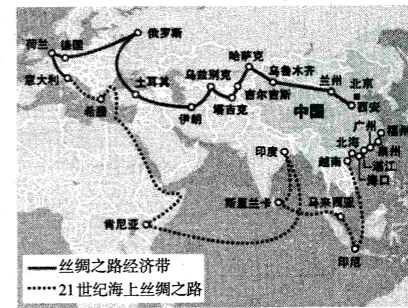 俄罗斯
荷兰
德国
哈萨克
意大利
土耳其
乌兹别克
乌鲁木齐
兰州
北京
希腊
塔吉克
吉尔吉斯
西安
伊朗
中国
广州
福州
印度
北海
泉州
越南
湛江
海口
斯里兰卡
马来西亚
肯尼亚
印尼
丝绸之路经济带
21世纪海上丝绸之路